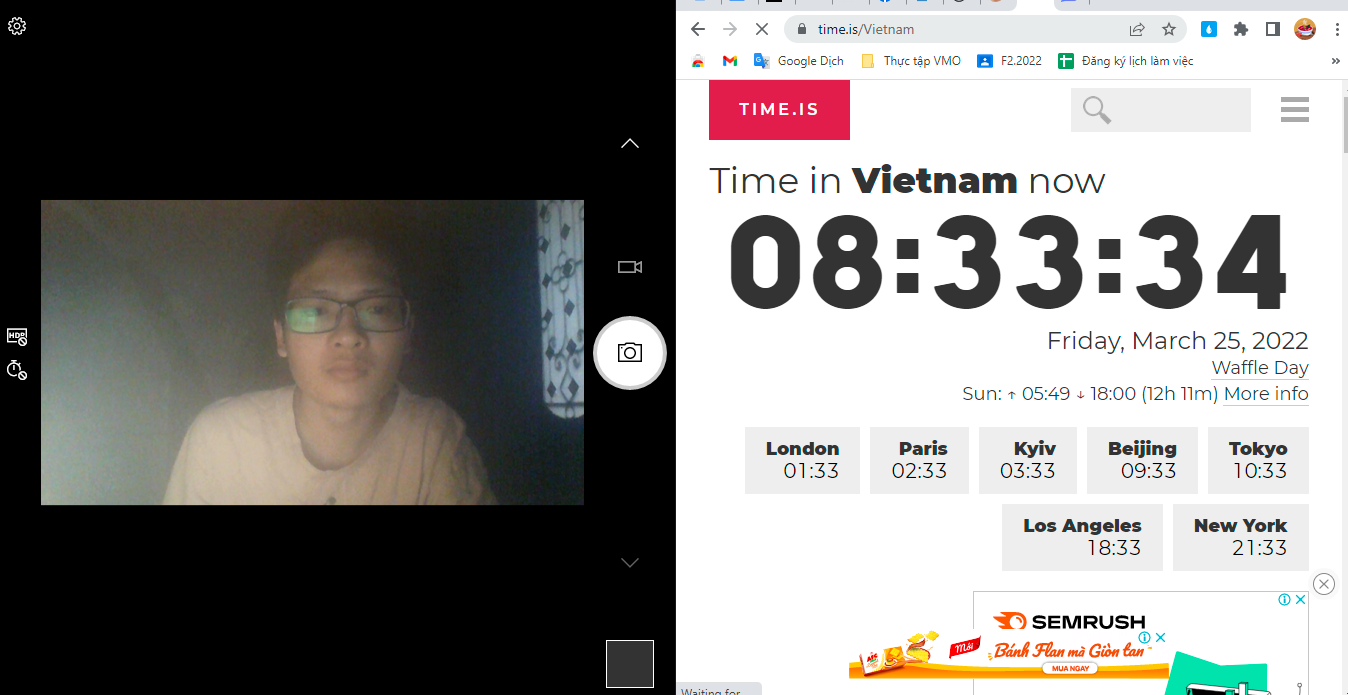 HDR
time.is/Vietnam
Google Dịch
Thực tập VMO
F2.2022
Đăng ký lịch làm việc
»
TIME.IS
Time in Vietnam now
08:33:34
Friday, March 25, 2022
Waffle Day
Sun: ↑ 05:49 ↓ 18:00 (12h 11m) More info
London
01:33
Paris
02:33
Kyiv
03:33
Beijing
09:33
Tokyo
10:33
Los Angeles
18:33
New York
21:33
SEMRUSH
Mới
Bánh Flan mà Giòn tan
MUA NGAY
Waiting for